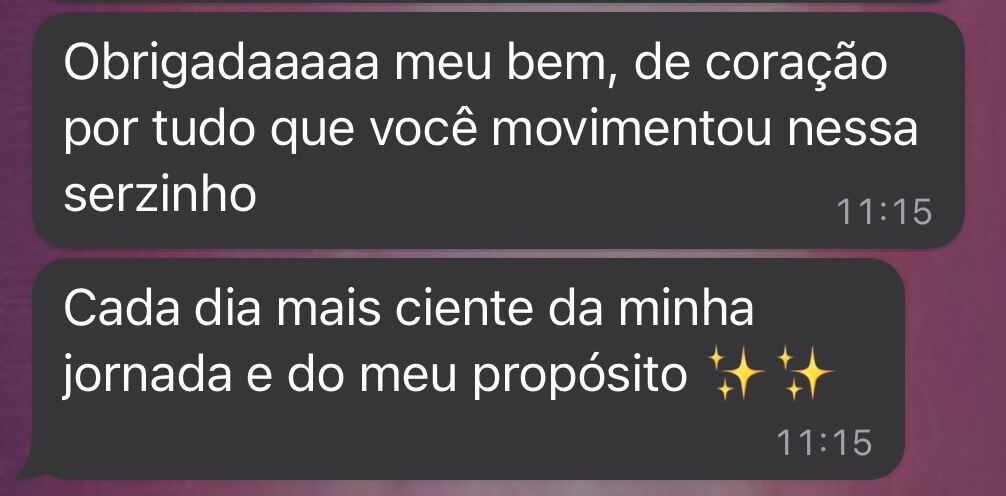 Obrigadaaaaa meu bem, de coração
por tudo que você movimentou nessa
serzinho
11:15
Cada dia mais ciente da minha
jornada e do meu propósito ✨✨
11:15